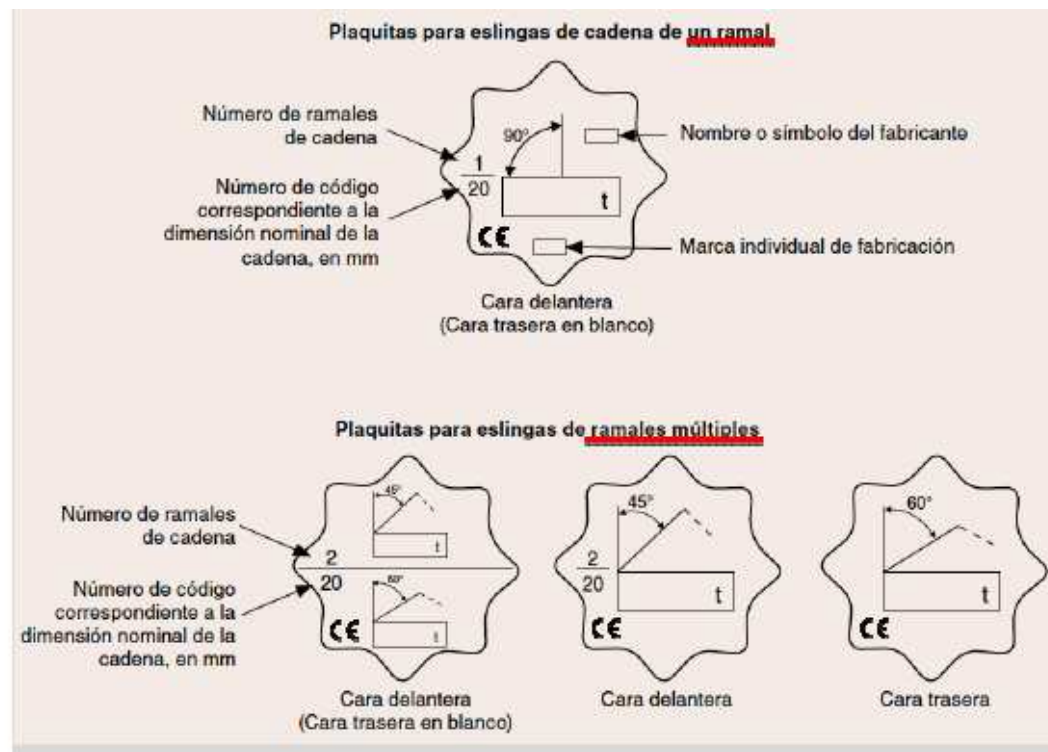 Plaquitas para eslingas de cadena de un ramal
Número de ramales
de cadena
Número de código
correspondiente a la
dimensión nominal de la
cadena, en mm
90°
1
20
t
CE
Nombre o símbolo del fabricante
Marca individual de fabricación
Cara delantera
(Cara trasera en blanco)
Plaquitas para eslingas de ramales múltiples
Número de ramales
de cadena
Número de código
correspondiente a la
dimensión nominal de la
cadena, en mm
45°
t
2
20
60°
t
CE
Cara delantera
(Cara trasera en blanco)
45°
2
20
t
CE
Cara delantera
60°
t
CE
Cara trasera